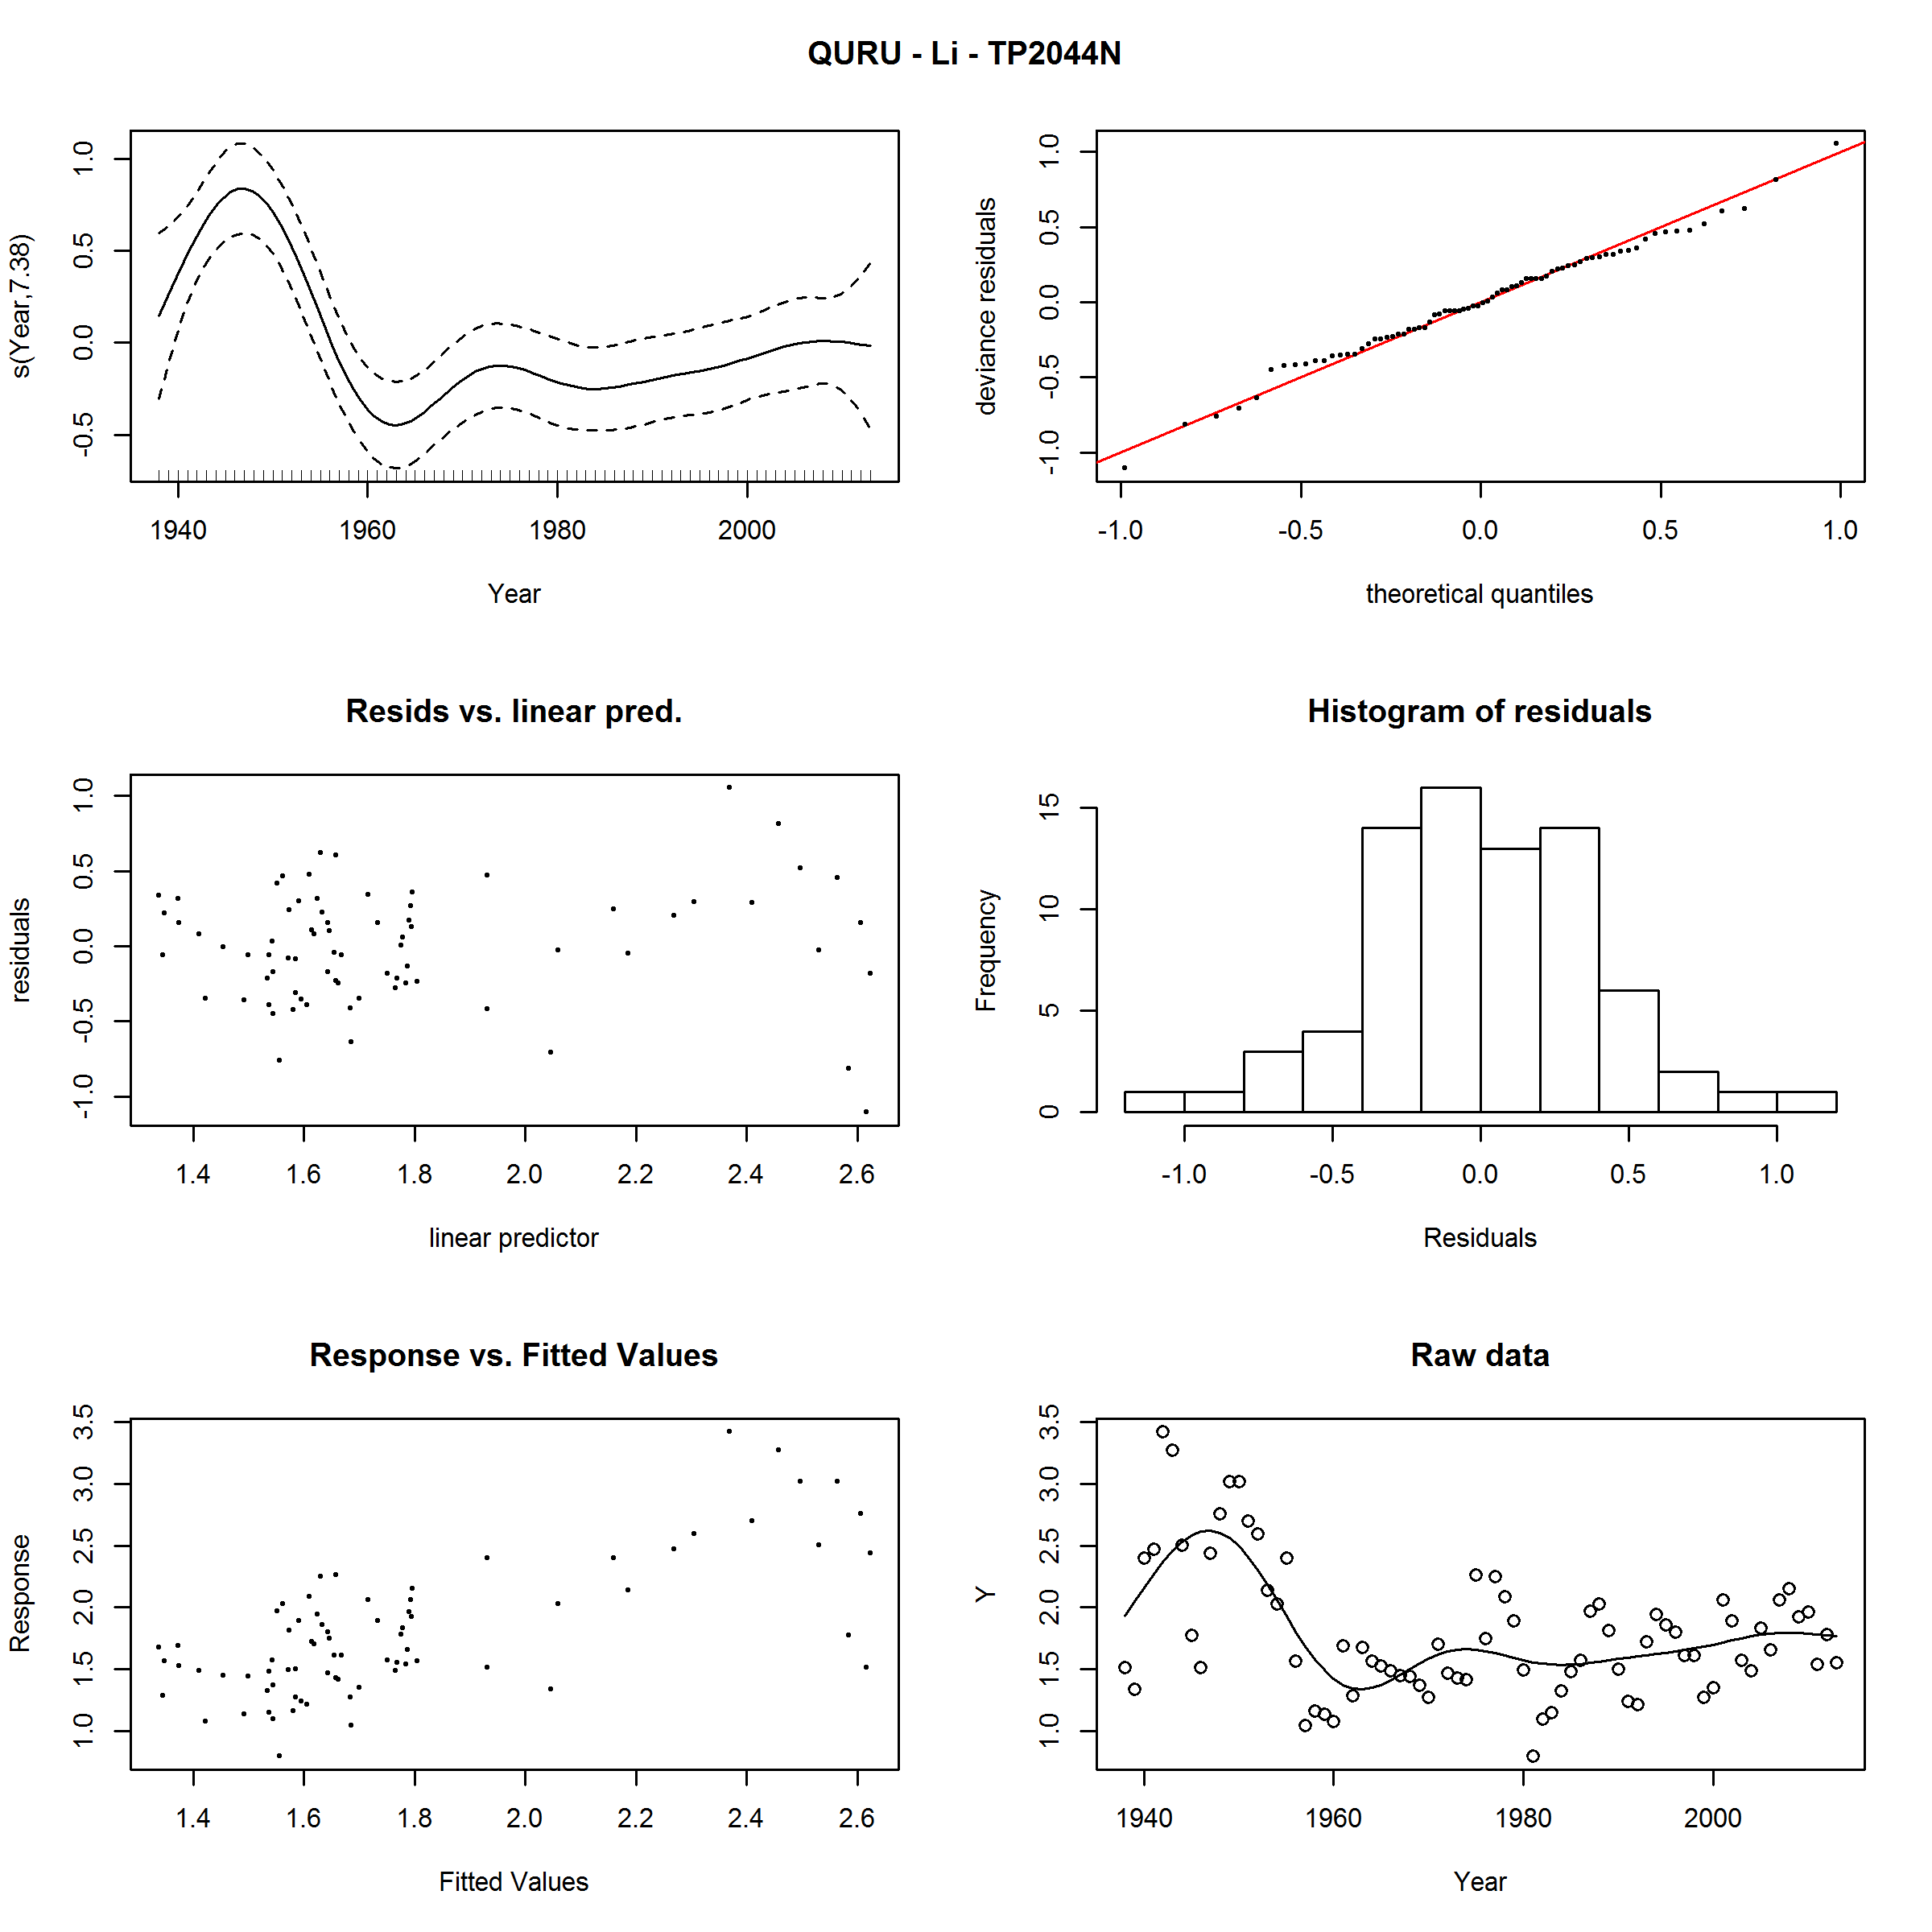 QURU - Li - TP2044N
s(Year,7.38)
-0.5 0.0 0.5 1.0
1940 1960 1980 2000
Year
deviance residuals
-1.0 -0.5 0.0 0.5 1.0
-1.0 -0.5 0.0 0.5 1.0
theoretical quantiles
Resids vs. linear pred.
residuals
-1.0 -0.5 0.0 0.5 1.0
1.4 1.6 1.8 2.0 2.2 2.4 2.6
linear predictor
Histogram of residuals
Frequency
0 5 10 15
-1.0 -0.5 0.0 0.5 1.0
Residuals
Response vs. Fitted Values
Response
1.0 1.5 2.0 2.5 3.0 3.5
1.4 1.6 1.8 2.0 2.2 2.4 2.6
Fitted Values
Raw data
Y
1.0 1.5 2.0 2.5 3.0 3.5
1940 1960 1980 2000
Year